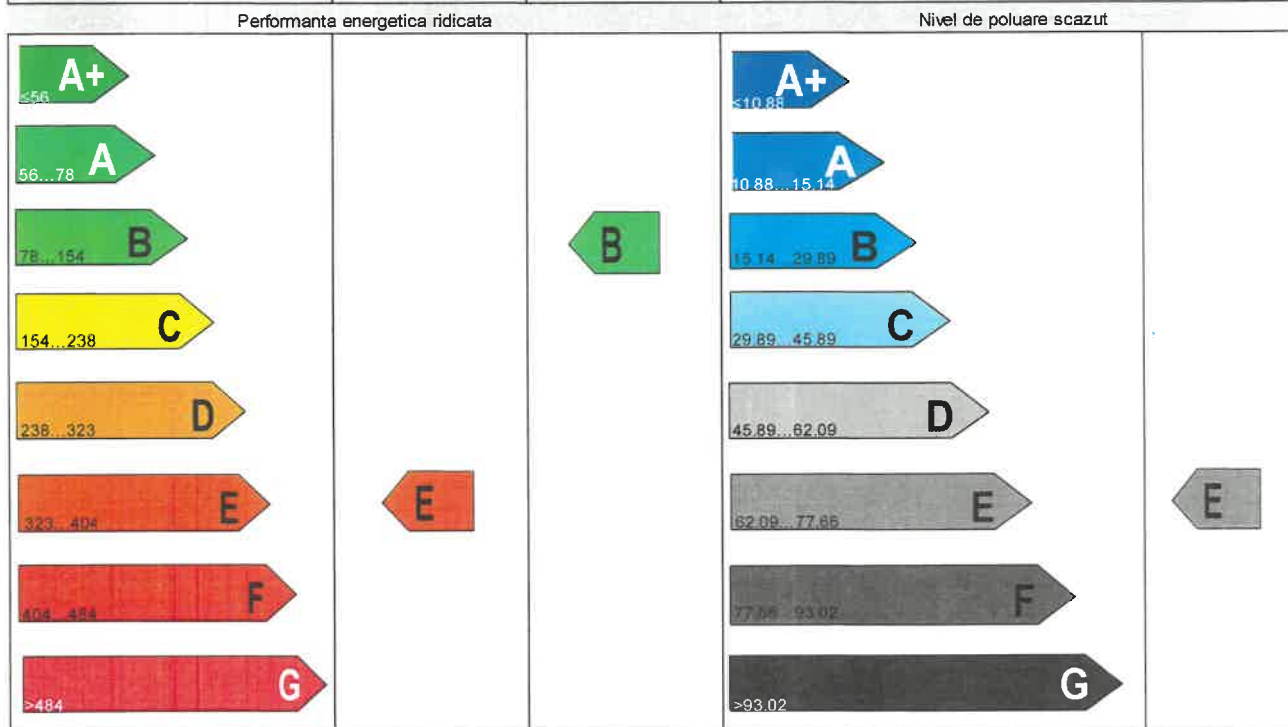 Performanta energetica ridicata
Nivel de poluare scazut
A+
≤56
A
56...78
B
78...154
C
154...238
D
238...323
E
323...404
F
404...484
G
>484
E
B
A+
≤10.88
A
10.88...15.14
B
15.14...29.89
C
29.89...45.89
D
45.89...62.09
E
62.09...77.66
F
77.66...93.02
G
>93.02
E